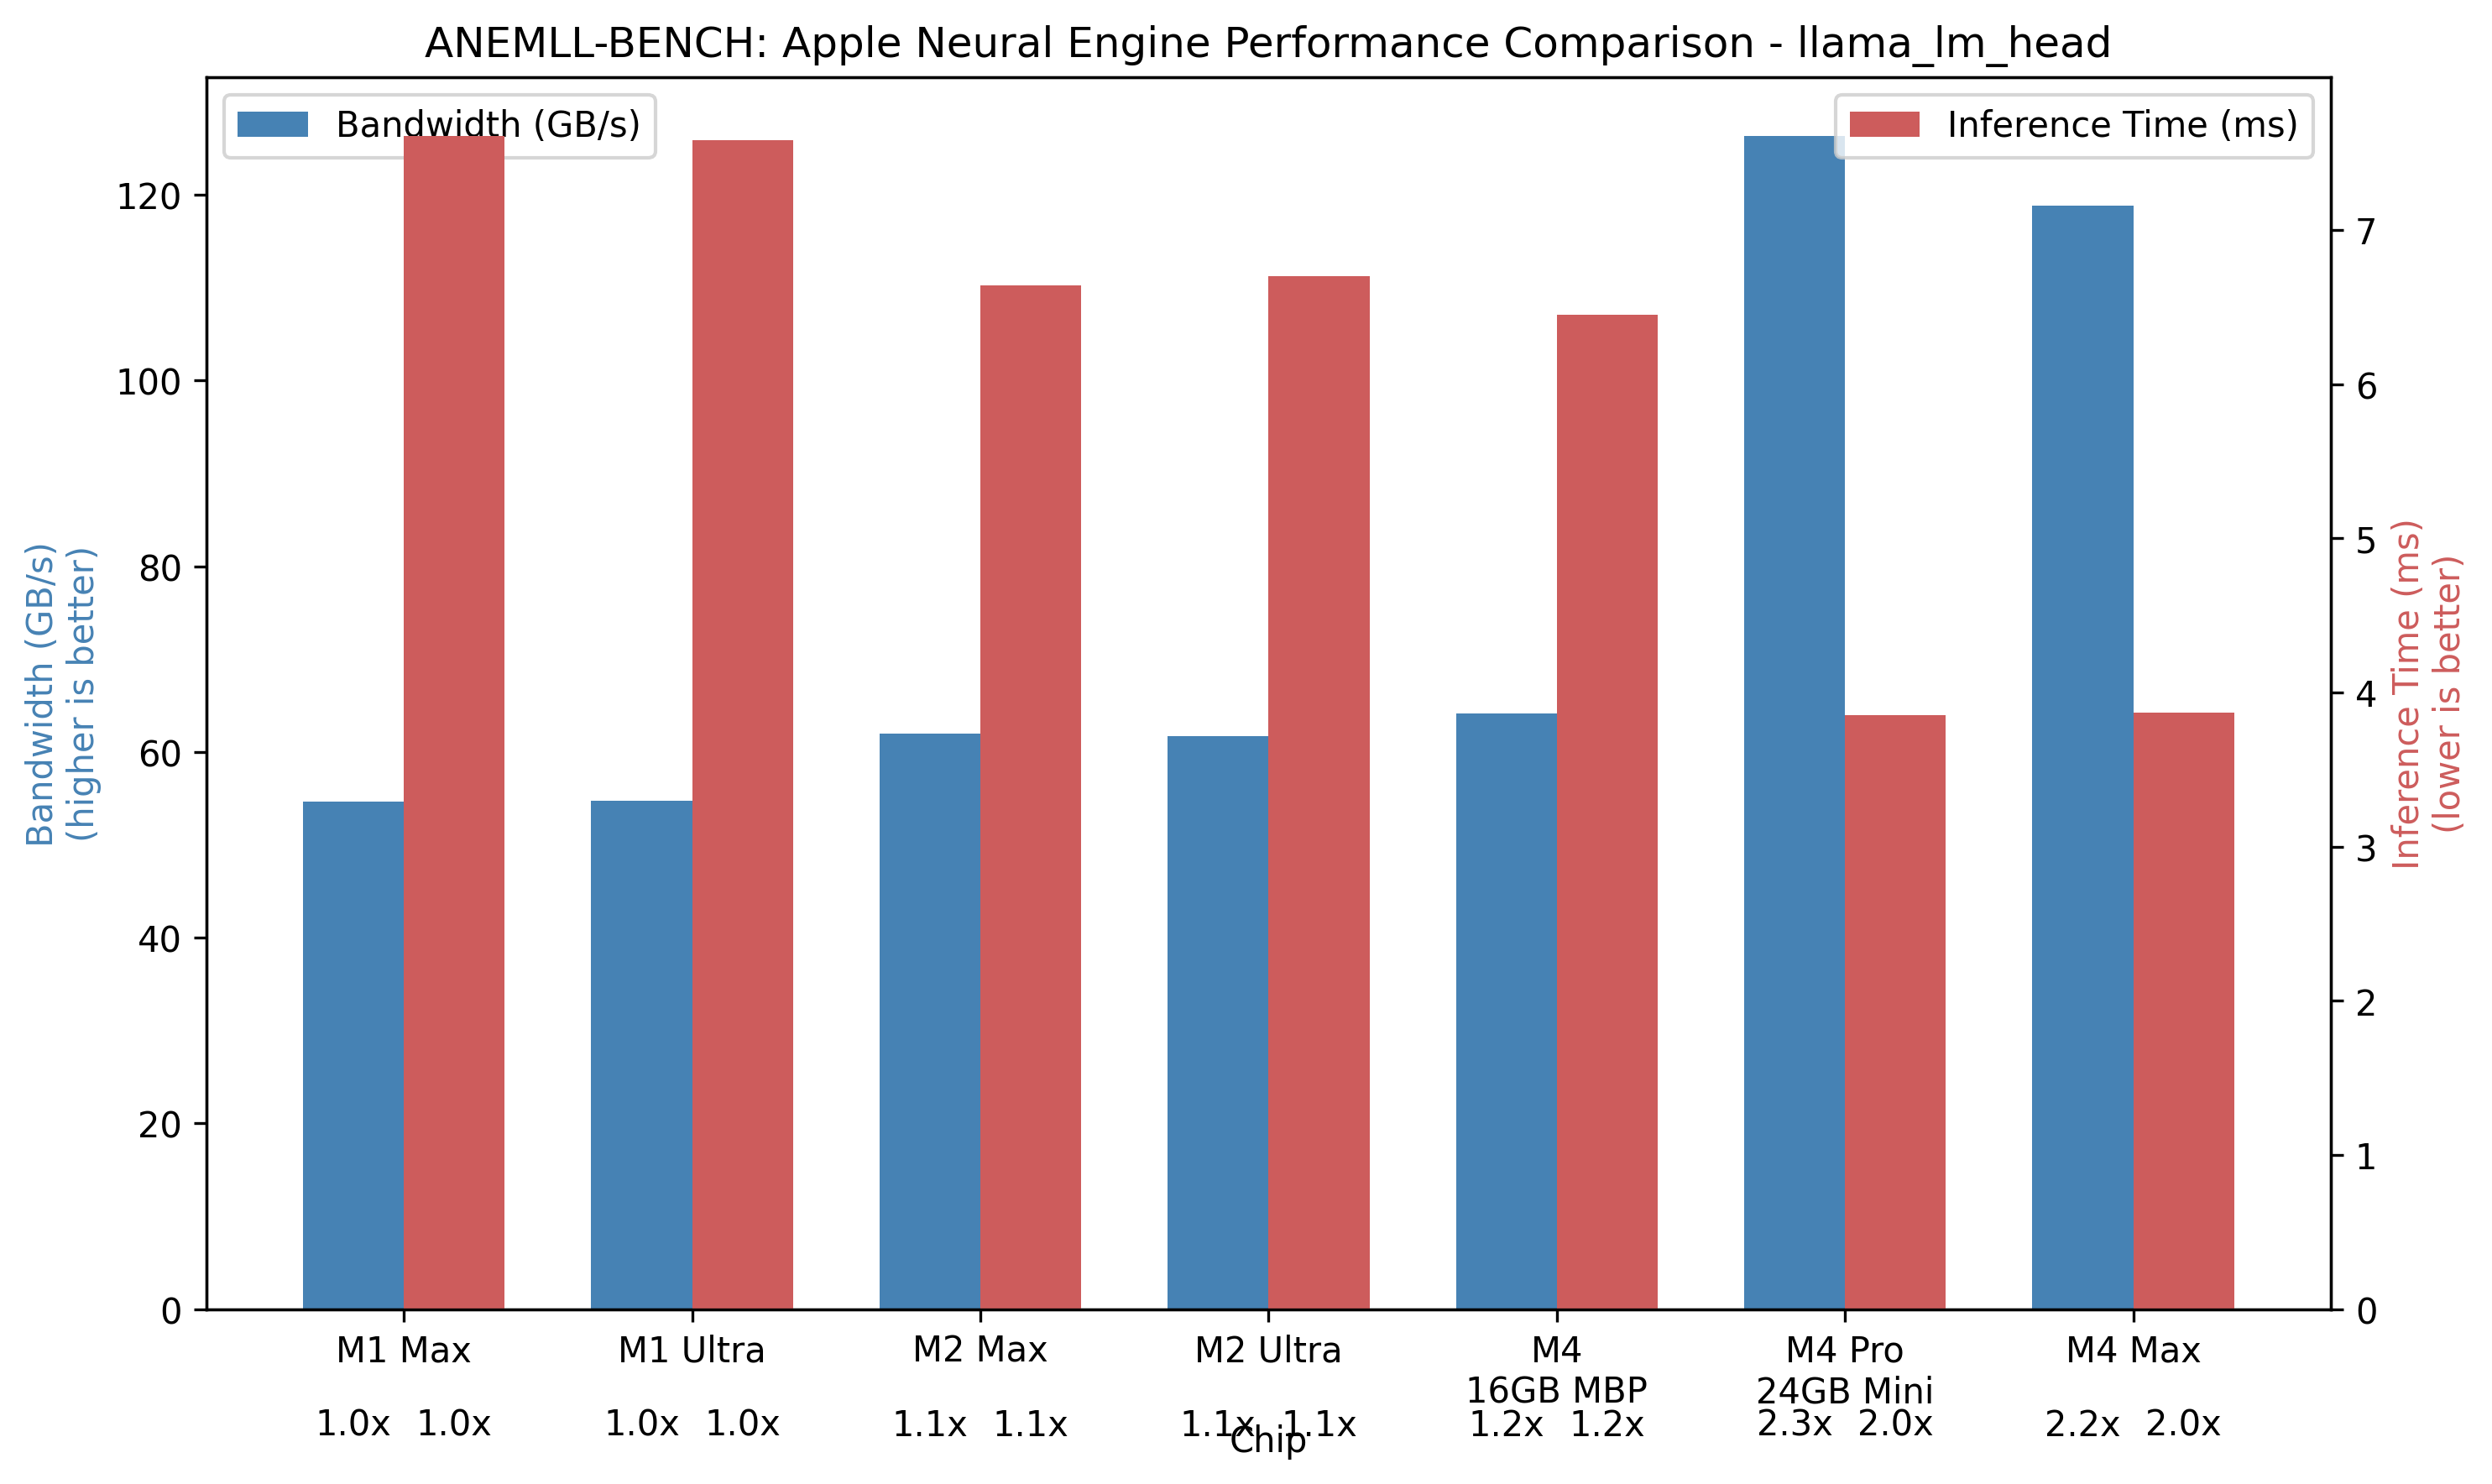 ANEMLL-BENCH: Apple Neural Engine Performance Comparison - llama_lm_head
Bandwidth (GB/s)
Inference Time (ms)
Bandwidth (GB/s)
(higher is better)
120
100
80
60
40
20
0
7
6
5
4
3
2
1
0
Inference Time (ms)
(lower is better)
M1 Max
M1 Ultra
M2 Max
M2 Ultra
M4
16GB MBP
M4 Pro
24GB Mini
M4 Max
1.0x 1.0x
1.0x 1.0x
1.1x 1.1x
1.1x 1.1x
1.2x 1.2x
2.3x 2.0x
2.2x 2.0x
Chip